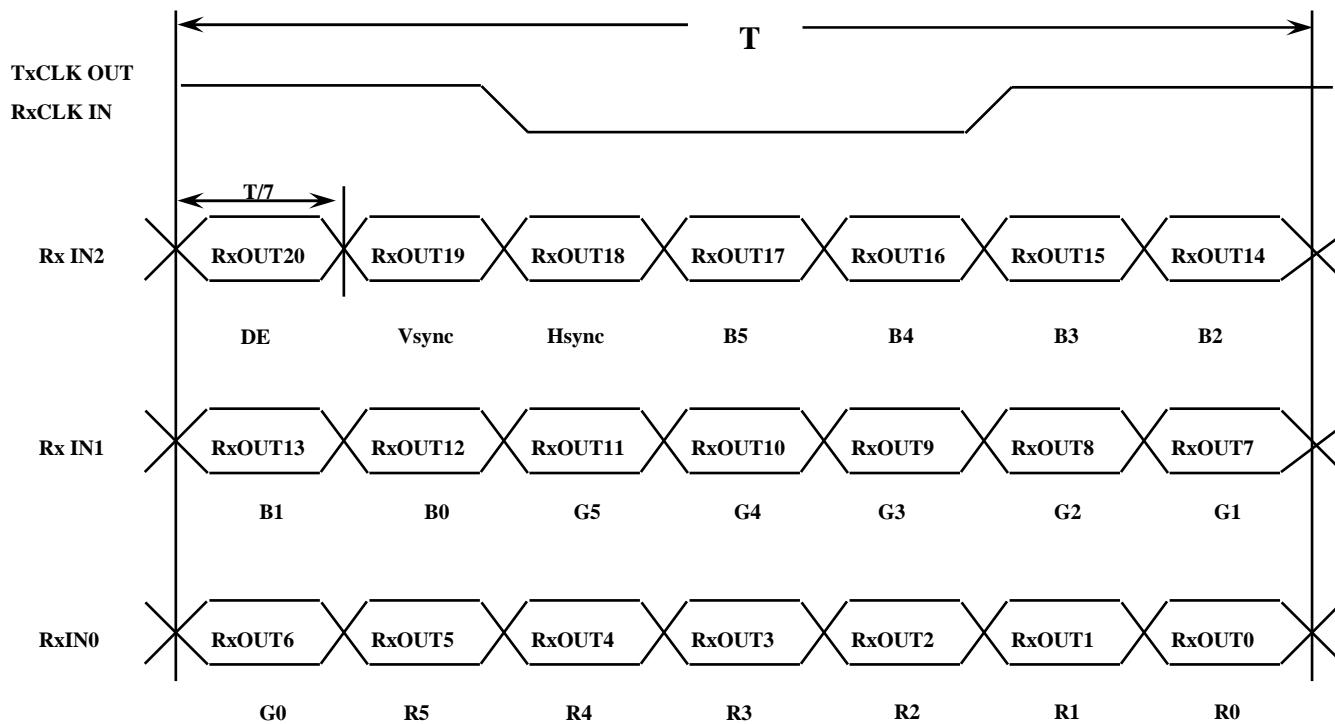 T
TxCLK OUT
RxCLK IN
T/7
Rx IN2 RxOUT20 RxOUT19 RxOUT18 RxOUT17 RxOUT16 RxOUT15 RxOUT14
DE Vsync Hsync B5 B4 B3 B2
Rx IN1 RxOUT13 RxOUT12 RxOUT11 RxOUT10 RxOUT9 RxOUT8 RxOUT7
B1 B0 G5 G4 G3 G2 G1
RxIN0 RxOUT6 RxOUT5 RxOUT4 RxOUT3 RxOUT2 RxOUT1 RxOUT0
G0 R5 R4 R3 R2 R1 R0